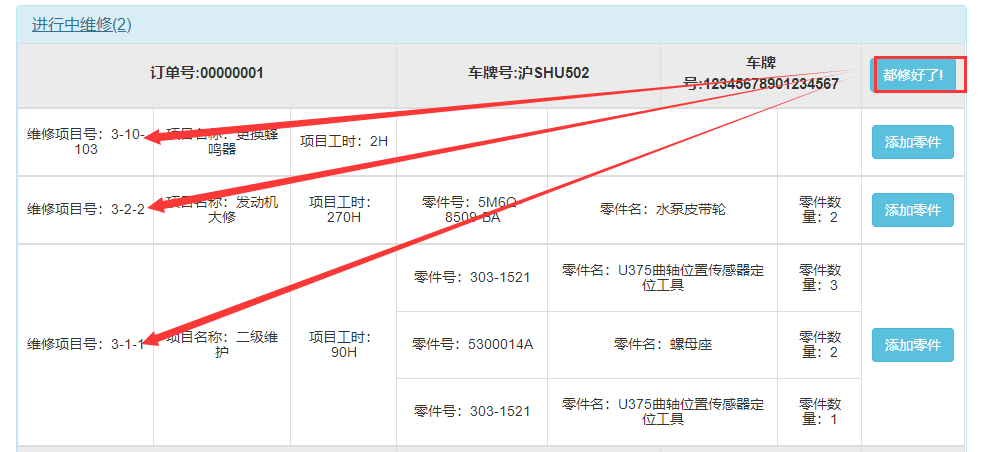 进行中维修(2)
订单号:00000001
车牌号:沪SHU502
车牌
号:12345678901234567
都修好了!
维修项目号：3-10-
103
项目名称：更换蜂
鸣器
项目工时：2H
添加零件
维修项目号：3-2-2
项目名称：发动机
大修
项目工时：
270H
零件号：5M6Q-
8509-BA
零件名：水泵皮带轮
零件数
量：2
添加零件
维修项目号：3-1-1
项目名称：二级维
护
项目工时：
90H
零件号：303-1521
零件名：U375曲轴位置传感器定
位工具
零件数
量：3
零件号：5300014A
零件名：螺母座
零件数
量：2
零件号：303-1521
零件名：U375曲轴位置传感器定
位工具
零件数
量：1
添加零件